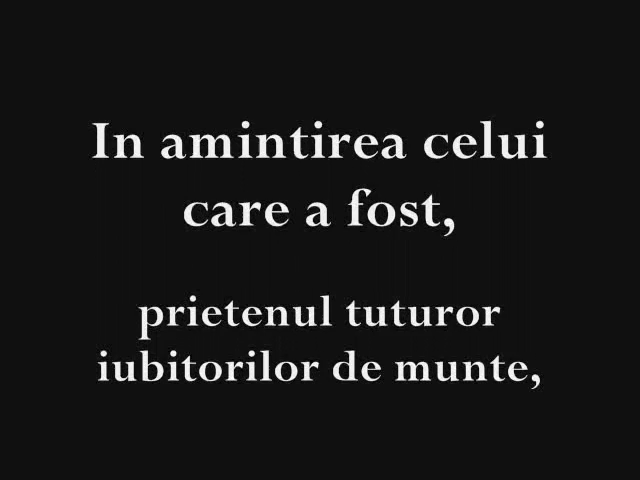 In amintirea celui
care a fost,
prietenul tuturor
iubitorilor de munte,